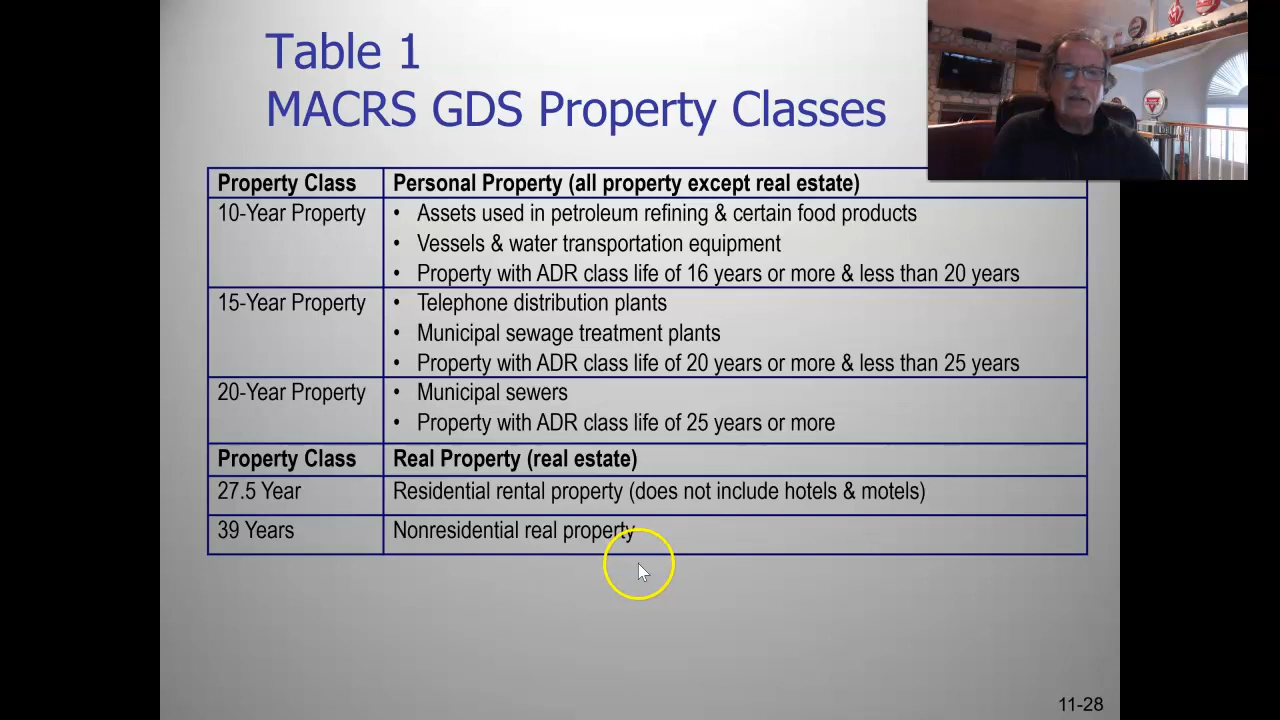 Table 1
MACRS GDS Property Classes
Property Class Personal Property (all property except real estate)
10-Year Property • Assets used in petroleum refining & certain food products
• Vessels & water transportation equipment
• Property with ADR class life of 16 years or more & less than 20 years
15-Year Property • Telephone distribution plants
• Municipal sewage treatment plants
• Property with ADR class life of 20 years or more & less than 25 years
20-Year Property • Municipal sewers
• Property with ADR class life of 25 years or more
Property Class Real Property (real estate)
27.5 Year Residential rental property (does not include hotels & motels)
39 Years Nonresidential real property
11-28